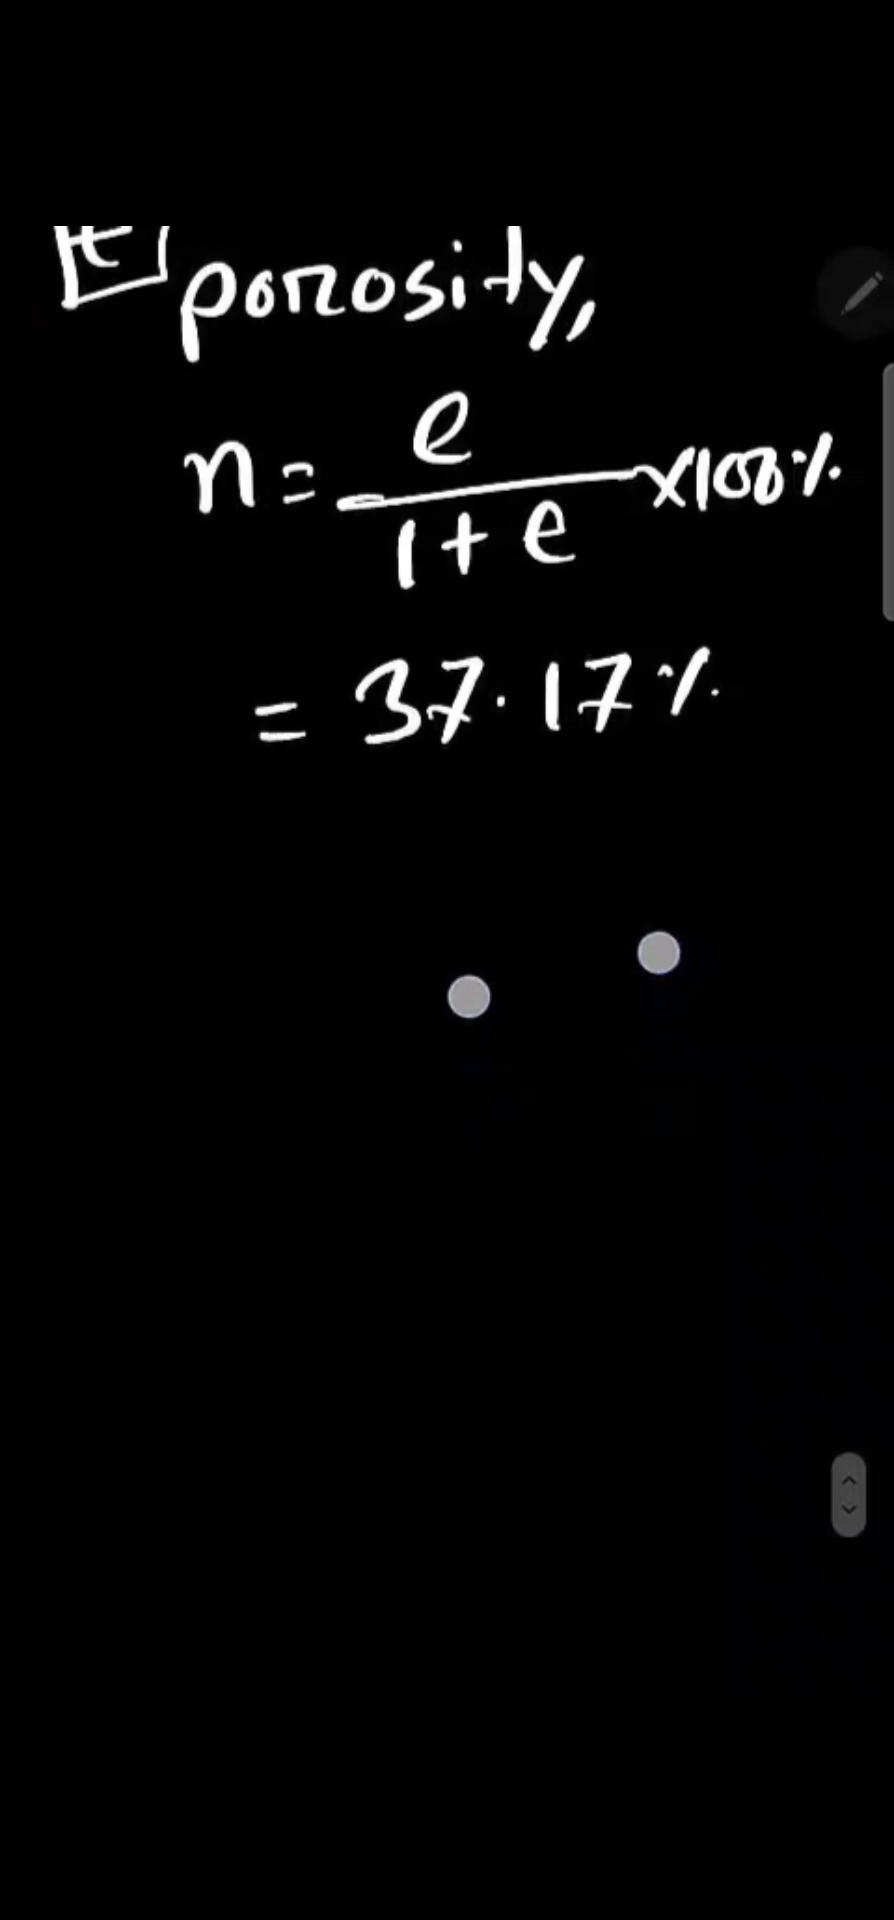 porosity,
n = e / 1 + e × 100%
= 37.17%